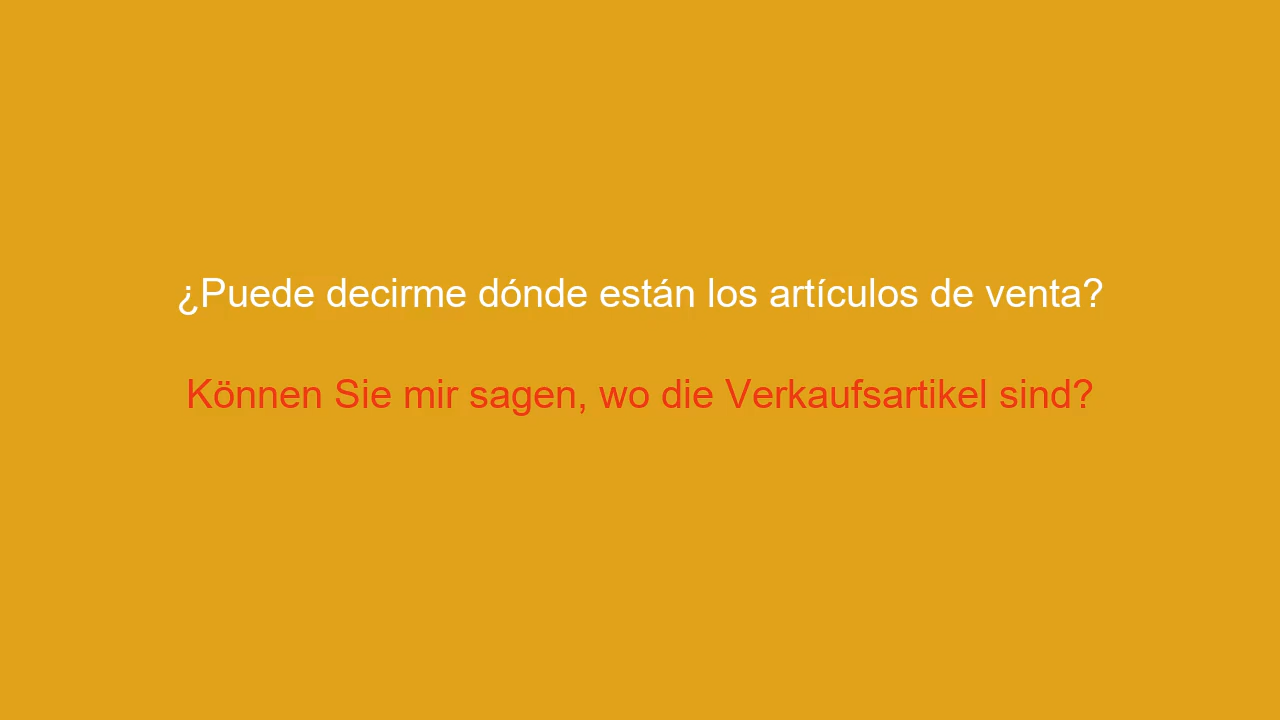 ¿Puede decirme dónde están los artículos de venta?
Können Sie mir sagen, wo die Verkaufsartikel sind?